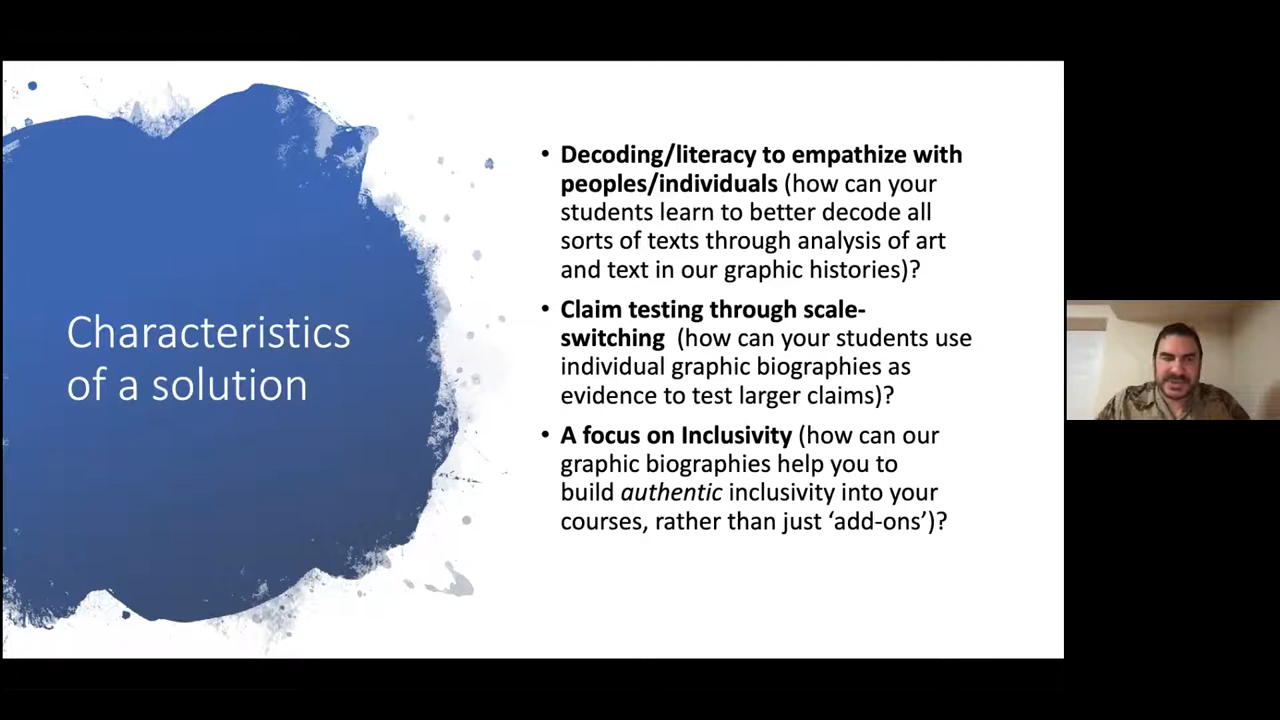 Characteristics
of a solution
• Decoding/literacy to empathize with
peoples/individuals (how can your
students learn to better decode all
sorts of texts through analysis of art
and text in our graphic histories)?
• Claim testing through scale-
switching (how can your students use
individual graphic biographies as
evidence to test larger claims)?
• A focus on Inclusivity (how can our
graphic biographies help you to
build authentic inclusivity into your
courses, rather than just ‘add-ons’)?